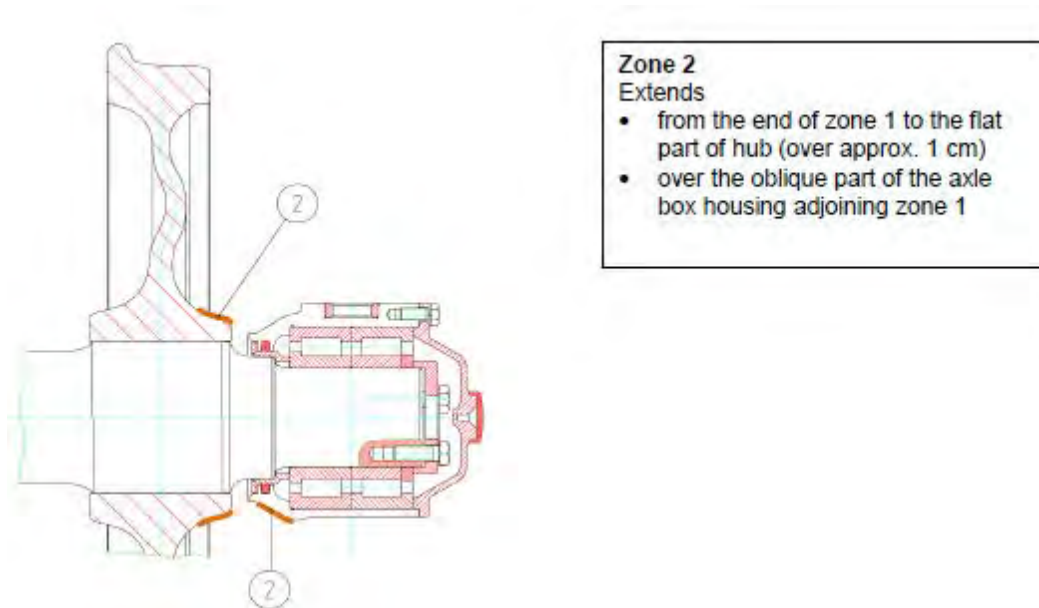 Zone 2
Extends
• from the end of zone 1 to the flat
part of hub (over approx. 1 cm)
• over the oblique part of the axle
box housing adjoining zone 1
2
2